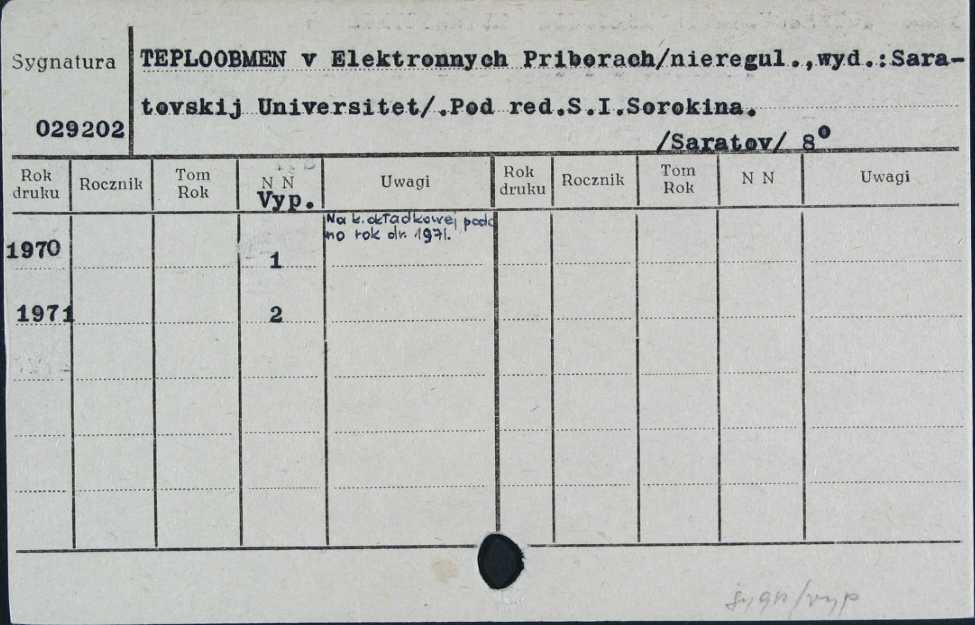 Sygnatura
029202
TEPLOOBMEN v Elektronnych Priborach/nieregul.,wyd.:Sara-
tovskij Universitet/.Pod red.S.I.Sorokina.
/Saratov/ 8°
Rok druku Rocznik Tom Rok N N Vyp. Uwagi Rok druku Rocznik Tom Rok N N Uwagi
Na k. okładkowej poda
no rok dr. 1971.
1970 1
1971 2
sygn/vyp